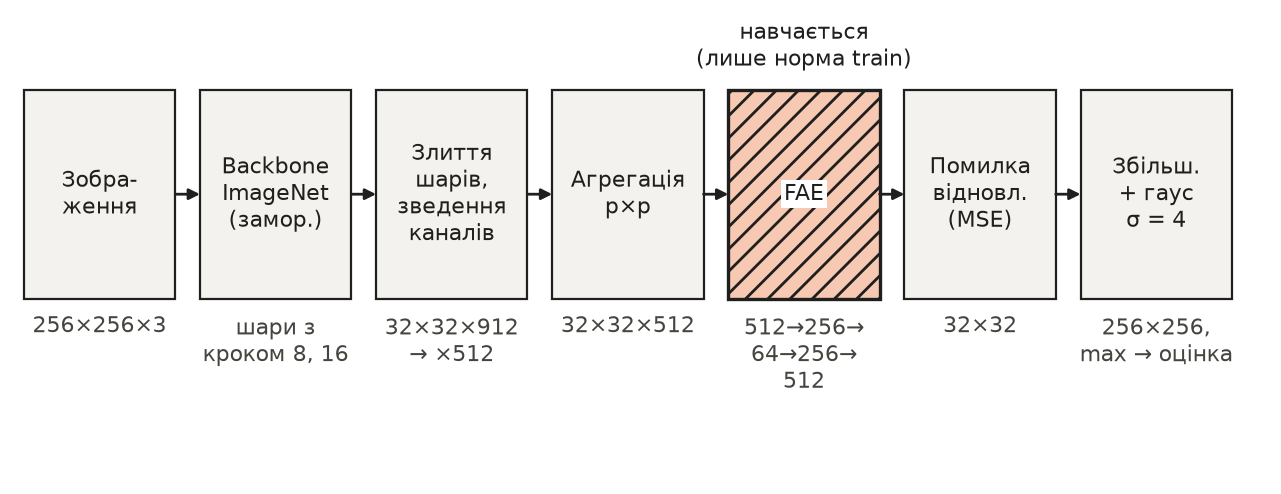 навчається
(лише норма train)
Зобра-
ження
Backbone
ImageNet
(замор.)
Злиття
шарів,
зведення
каналів
Агрегація
p×p
FAE
Помилка
відновл.
(MSE)
Збільш.
+ гаус
σ = 4
256×256×3
шари з
кроком 8, 16
32×32×912
→ ×512
32×32×512
512→256→
64→256→
512
32×32
256×256,
max → оцінка